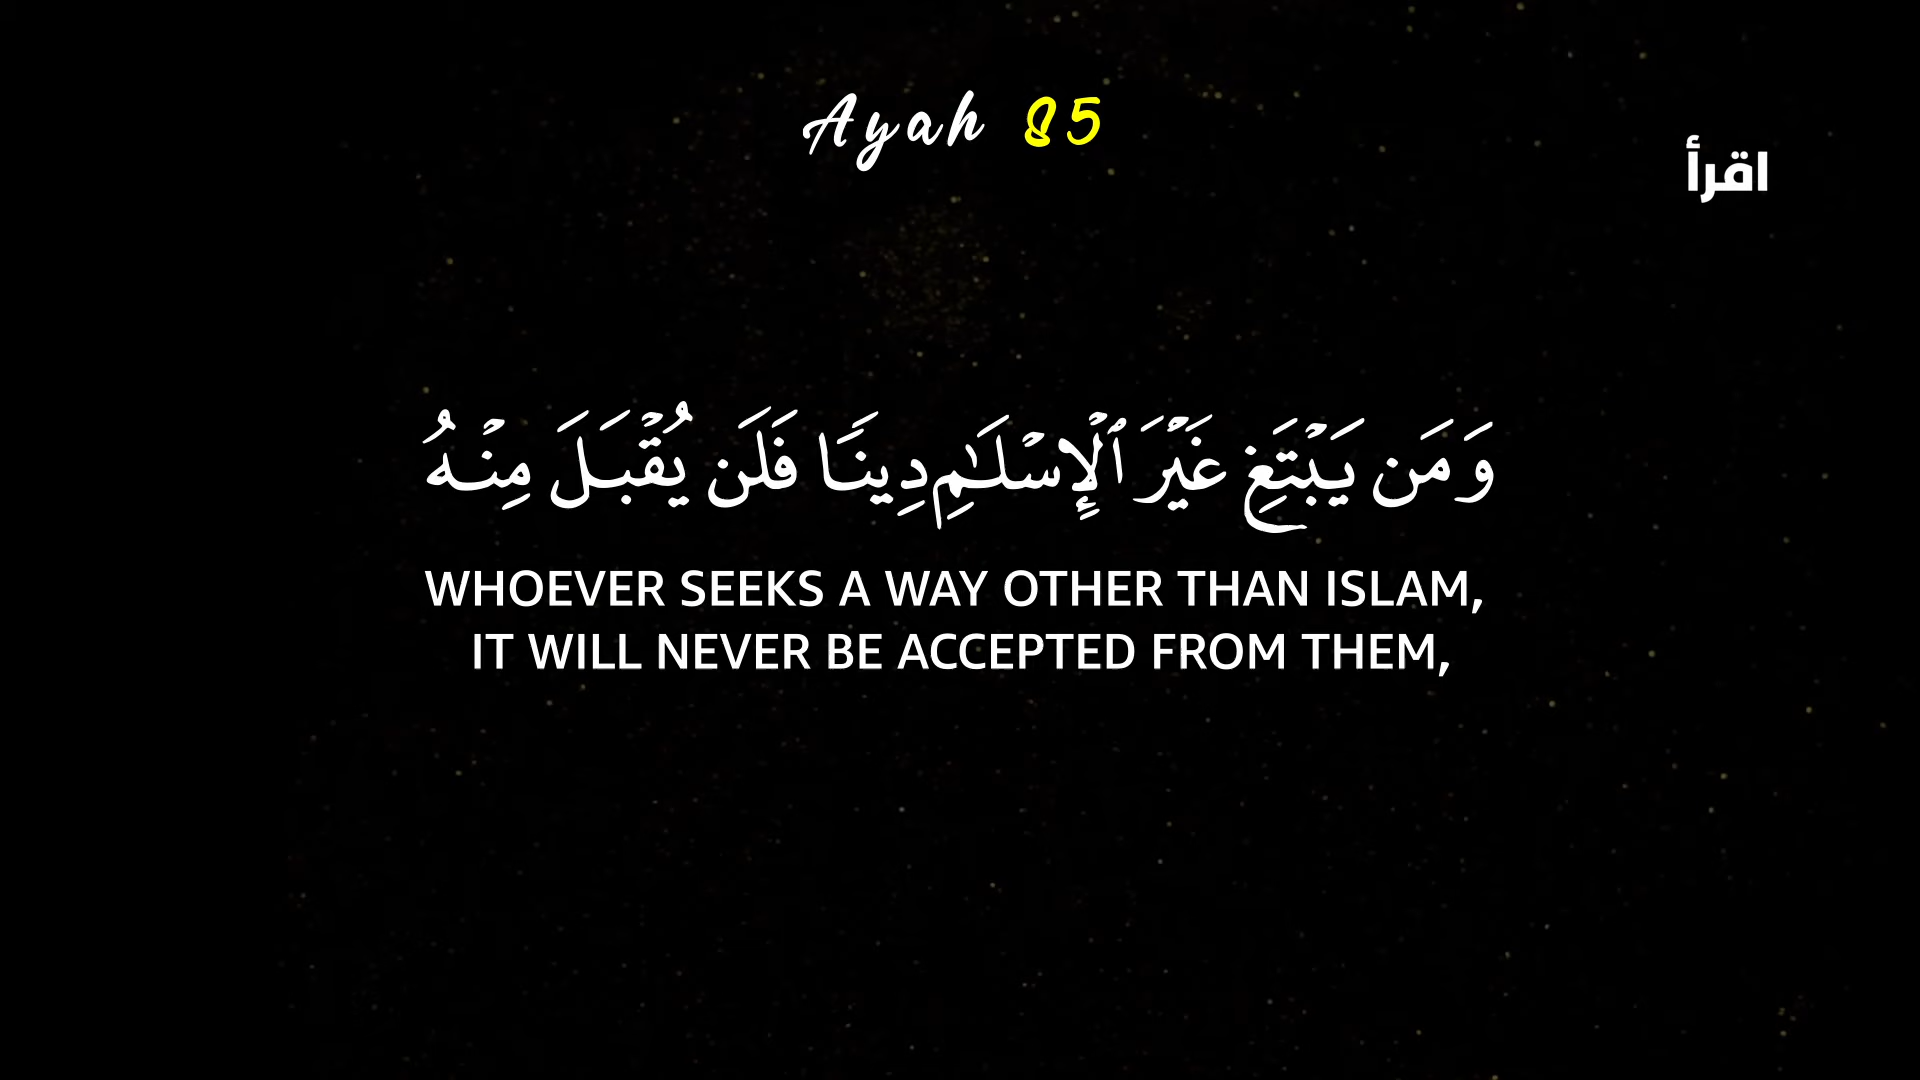 Ayah 85
اقرأ
وَمَن يَبْتَغِ غَيْرَ ٱلْإِسْلَـٰمِ دِينًا فَلَن يُقْبَلَ مِنْهُ
WHOEVER SEEKS A WAY OTHER THAN ISLAM,
IT WILL NEVER BE ACCEPTED FROM THEM,